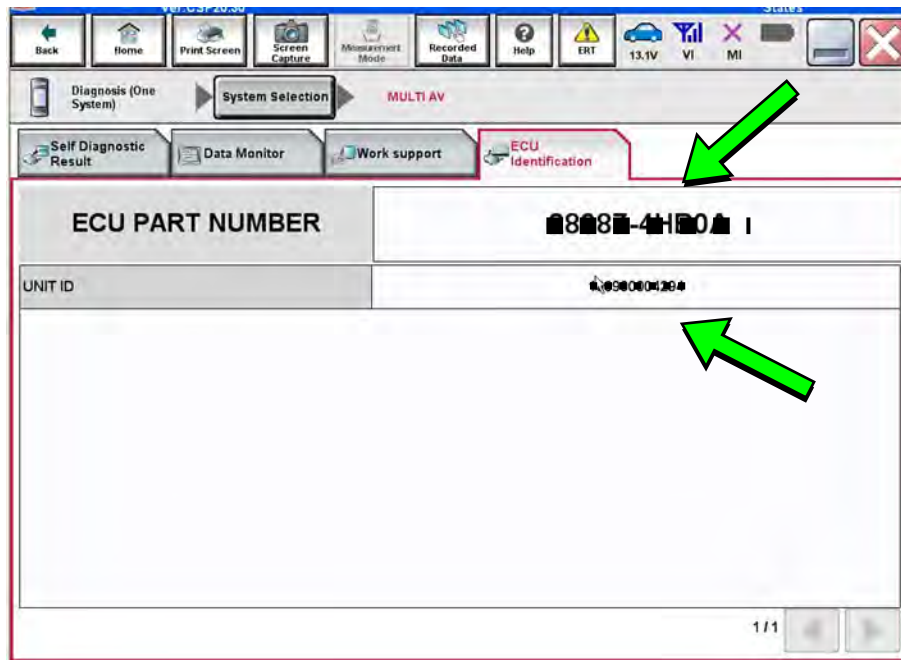 Back Home Print Screen Screen Capture Measurement Mode Recorded Data Help ERT 13.1V VI MI
Diagnosis (One System) System Selection MULTI AV
Self Diagnostic Result Data Monitor Work support ECU Identification
ECU PART NUMBER
UNIT ID
1/1